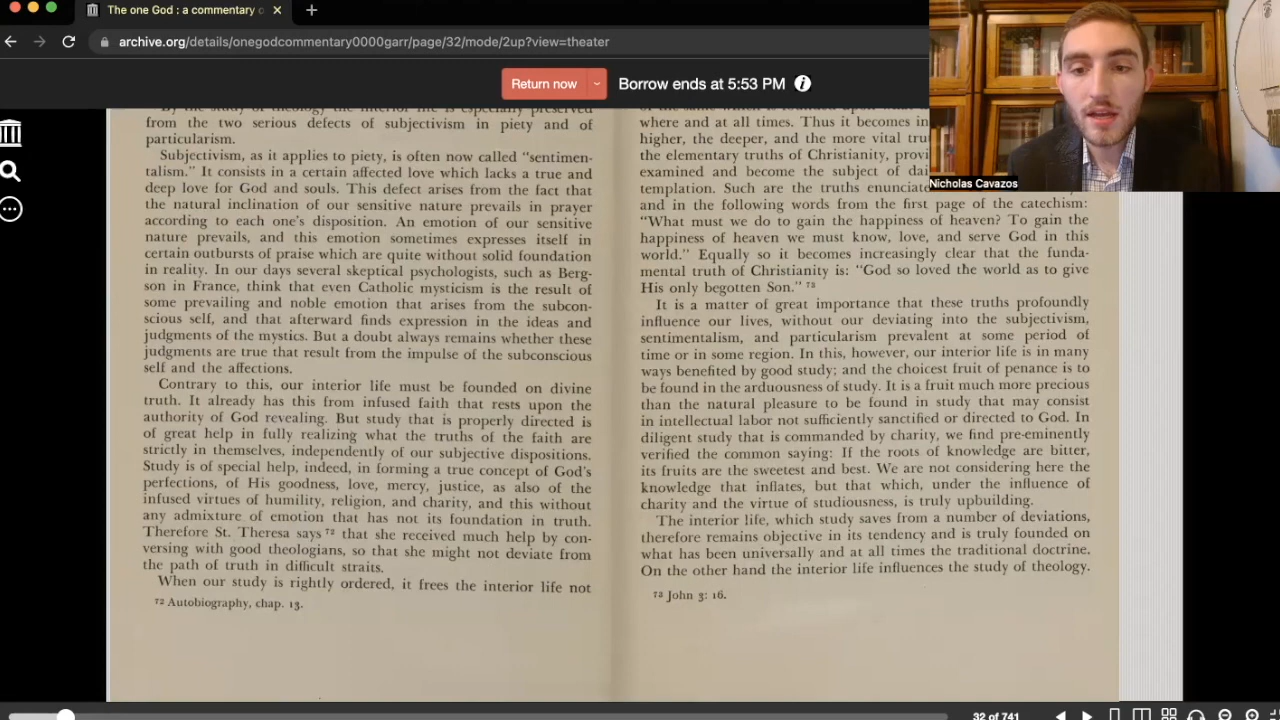 The one God : a commentary o
archive.org/details/onegodcommentary0000garr/page/32/mode/2up?view=theater
Return now
Borrow ends at 5:53 PM
Nicholas Cavazos
By the study of theology the interior life is especially preserved
from the two serious defects of subjectivism in piety and of
particularism.
Subjectivism, as it applies to piety, is often now called “sentimen-
talism.” It consists in a certain affected love which lacks a true and
deep love for God and souls. This defect arises from the fact that
the natural inclination of our sensitive nature prevails in prayer
according to each one's disposition. An emotion of our sensitive
nature prevails, and this emotion sometimes expresses itself in
certain outbursts of praise which are quite without solid foundation
in reality. In our days several skeptical psychologists, such as Berg-
son in France, think that even Catholic mysticism is the result of
some prevailing and noble emotion that arises from the subcon-
scious self, and that afterward finds expression in the ideas and
judgments of the mystics. But a doubt always remains whether these
judgments are true that result from the impulse of the subconscious
self and the affections.
Contrary to this, our interior life must be founded on divine
truth. It already has this from infused faith that rests upon the
authority of God revealing. But study that is properly directed is
of great help in fully realizing what the truths of the faith are
strictly in themselves, independently of our subjective dispositions.
Study is of special help, indeed, in forming a true concept of God's
perfections, of His goodness, love, mercy, justice, as also of the
infused virtues of humility, religion, and charity, and this without
any admixture of emotion that has not its foundation in truth.
Therefore St. Theresa says 72 that she received much help by con-
versing with good theologians, so that she might not deviate from
the path of truth in difficult straits.
When our study is rightly ordered, it frees the interior life not
72 Autobiography, chap. 13.
where and at all times. Thus it becomes in
higher, the deeper, and the more vital tru
the elementary truths of Christianity, provi
examined and become the subject of dai
templation. Such are the truths enunciate
and in the following words from the first page of the catechism:
“What must we do to gain the happiness of heaven? To gain the
happiness of heaven we must know, love, and serve God in this
world.” Equally so it becomes increasingly clear that the funda-
mental truth of Christianity is: “God so loved the world as to give
His only begotten Son.” 73
It is a matter of great importance that these truths profoundly
influence our lives, without our deviating into the subjectivism,
sentimentalism, and particularism prevalent at some period of
time or in some region. In this, however, our interior life is in many
ways benefited by good study; and the choicest fruit of penance is to
be found in the arduousness of study. It is a fruit much more precious
than the natural pleasure to be found in study that may consist
in intellectual labor not sufficiently sanctified or directed to God. In
diligent study that is commanded by charity, we find pre-eminently
verified the common saying: If the roots of knowledge are bitter,
its fruits are the sweetest and best. We are not considering here the
knowledge that inflates, but that which, under the influence of
charity and the virtue of studiousness, is truly upbuilding.
The interior life, which study saves from a number of deviations,
therefore remains objective in its tendency and is truly founded on
what has been universally and at all times the traditional doctrine.
On the other hand the interior life influences the study of theology.
73 John 3: 16.
32 of 741